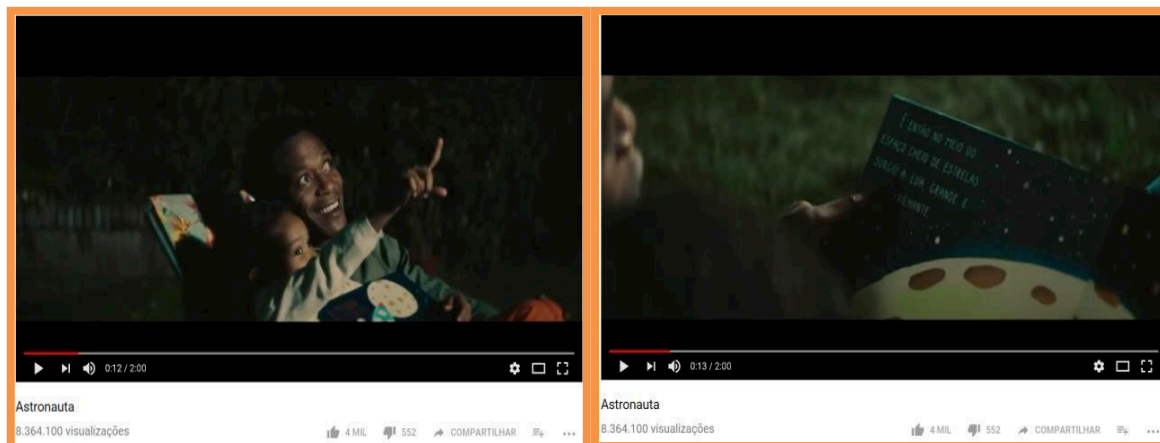 E ENTÃO NO MEIO DO
ESPAÇO CHEIO DE ESTRELAS
SURGIU A LUA GRANDE E
0:12 / 2:00
0:13 / 2:00
Astronauta
Astronauta
8.364.100 visualizações
4 MIL
552
COMPARTILHAR
8.364.100 visualizações
4 MIL
552
COMPARTILHAR